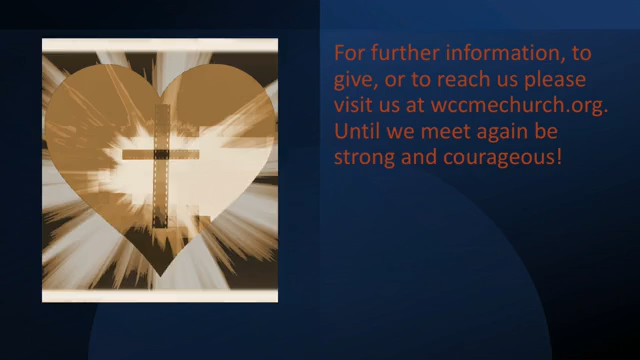 For further information, to
give, or to reach us please
visit us at wccmechurch.org.
Until we meet again be
strong and courageous!